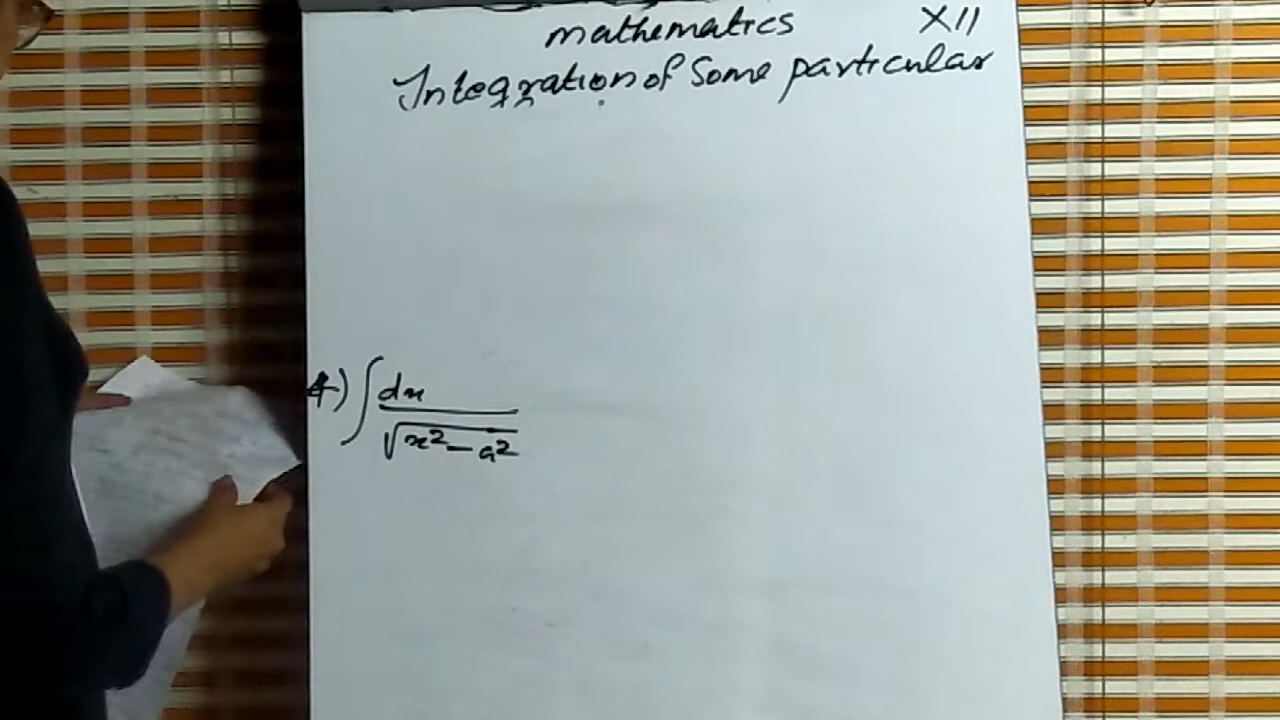 mathematics XII
Integration of Some particular
4) ∫ dx
√x² - a²